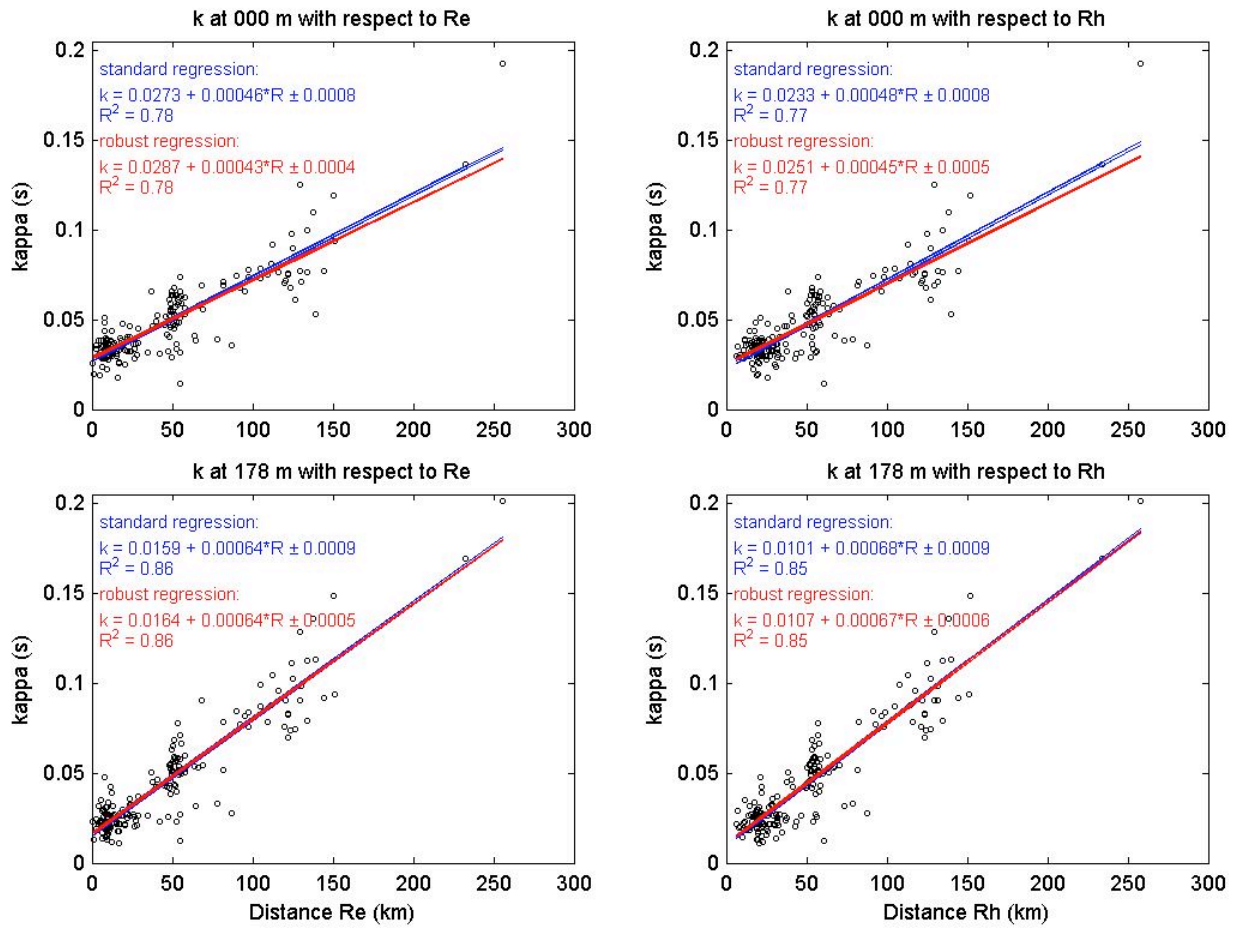 k at 000 m with respect to Re
0.2
0.15
0.1
0.05
0
kappa (s)
standard regression:
k = 0.0273 + 0.00046*R ± 0.0008
R² = 0.78
robust regression:
k = 0.0287 + 0.00043*R ± 0.0004
R² = 0.78
0 50 100 150 200 250 300
k at 000 m with respect to Rh
0.2
0.15
0.1
0.05
0
kappa (s)
standard regression:
k = 0.0233 + 0.00048*R ± 0.0008
R² = 0.77
robust regression:
k = 0.0251 + 0.00045*R ± 0.0005
R² = 0.77
0 50 100 150 200 250 300
k at 178 m with respect to Re
0.2
0.15
0.1
0.05
0
kappa (s)
standard regression:
k = 0.0159 + 0.00064*R ± 0.0009
R² = 0.86
robust regression:
k = 0.0164 + 0.00064*R ± 0.0005
R² = 0.86
0 50 100 150 200 250 300
Distance Re (km)
k at 178 m with respect to Rh
0.2
0.15
0.1
0.05
0
kappa (s)
standard regression:
k = 0.0101 + 0.00068*R ± 0.0009
R² = 0.85
robust regression:
k = 0.0107 + 0.00067*R ± 0.0006
R² = 0.85
0 50 100 150 200 250 300
Distance Rh (km)